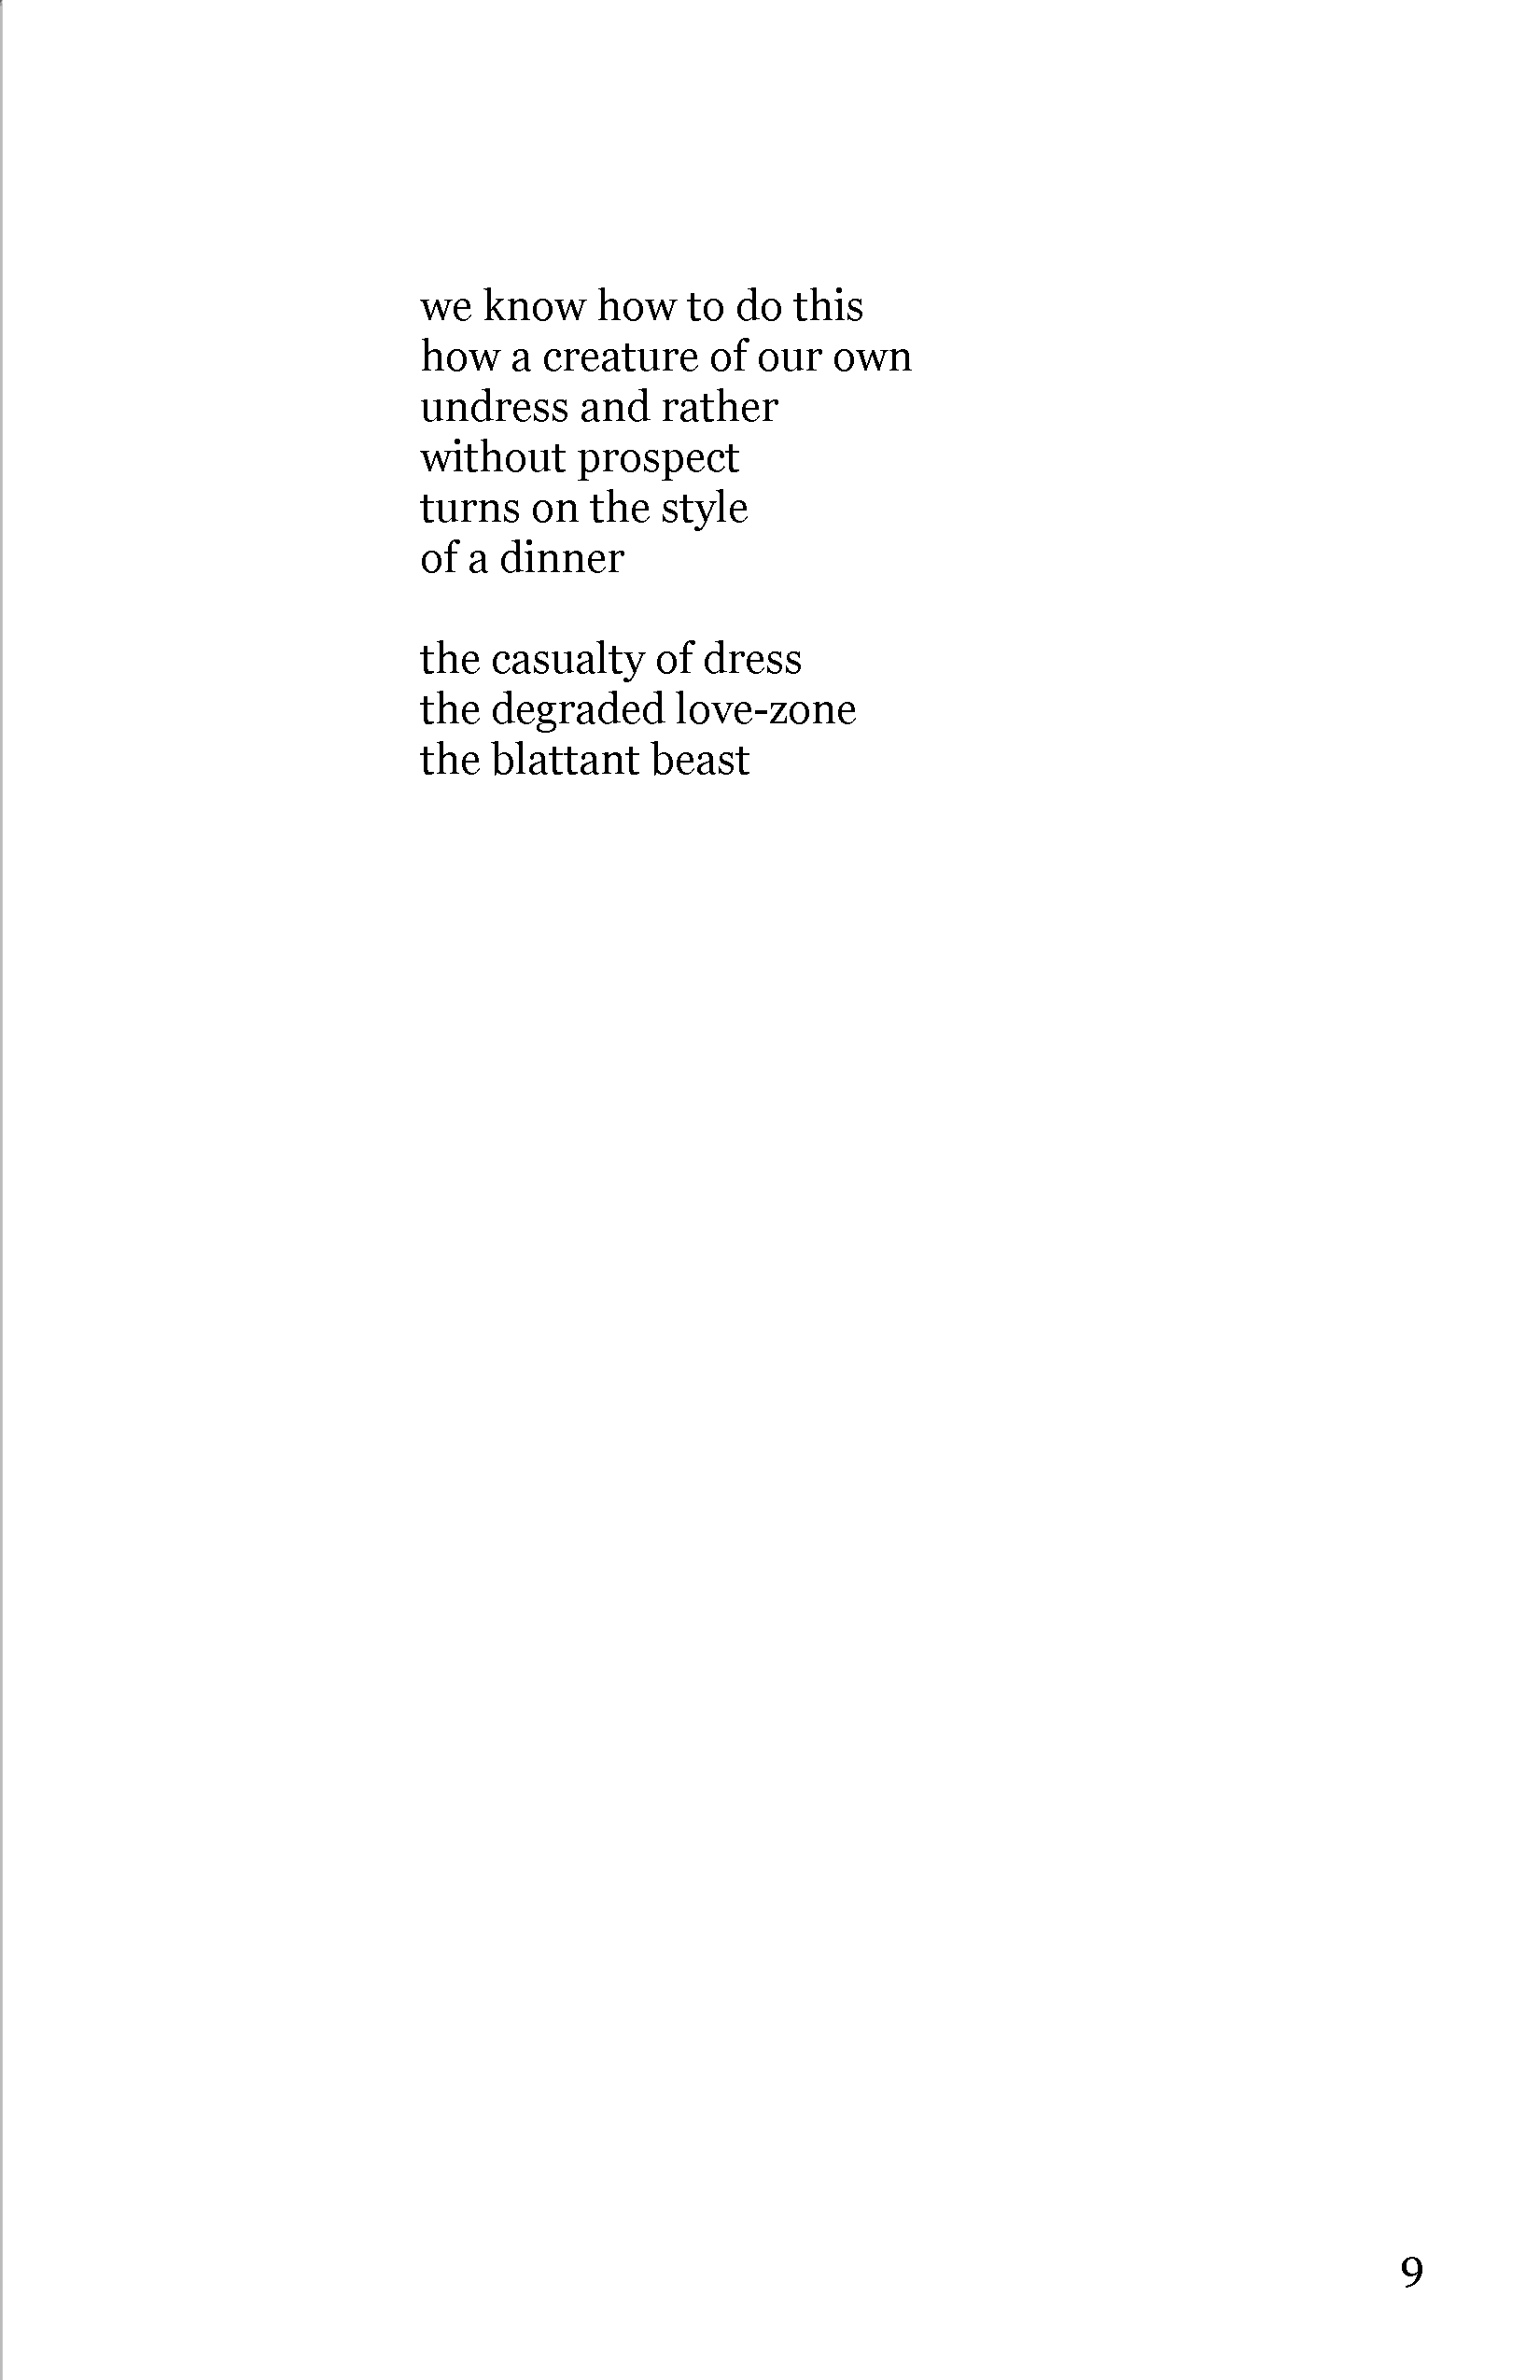 we know how to do this
how a creature of our own
undress and rather
without prospect
turns on the style
of a dinner

the casualty of dress
the degraded love-zone
the blattant beast

9